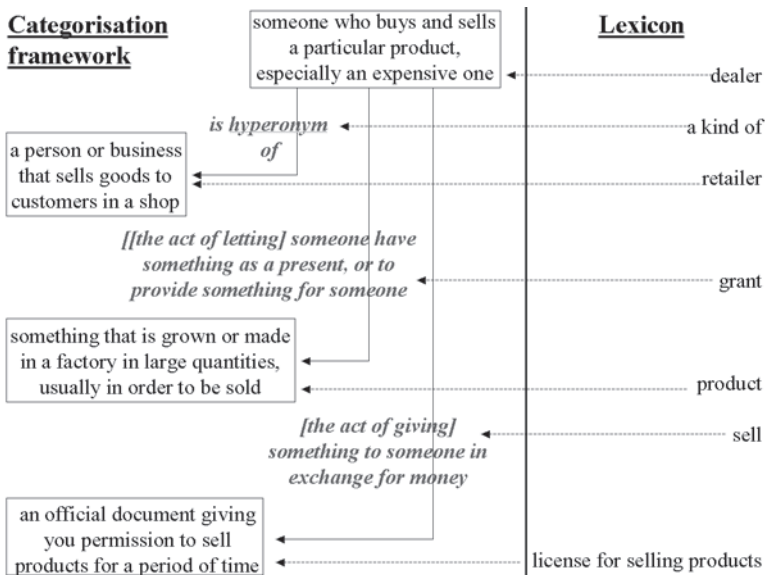 Categorisation
framework
someone who buys and sells
a particular product,
especially an expensive one
Lexicon
dealer
is hyperonym
of
a kind of
a person or business
that sells goods to
customers in a shop
retailer
[[the act of letting] someone have
something as a present, or to
provide something for someone
grant
something that is grown or made
in a factory in large quantities,
usually in order to be sold
product
[the act of giving]
something to someone in
exchange for money
sell
an official document giving
you permission to sell
products for a period of time
license for selling products